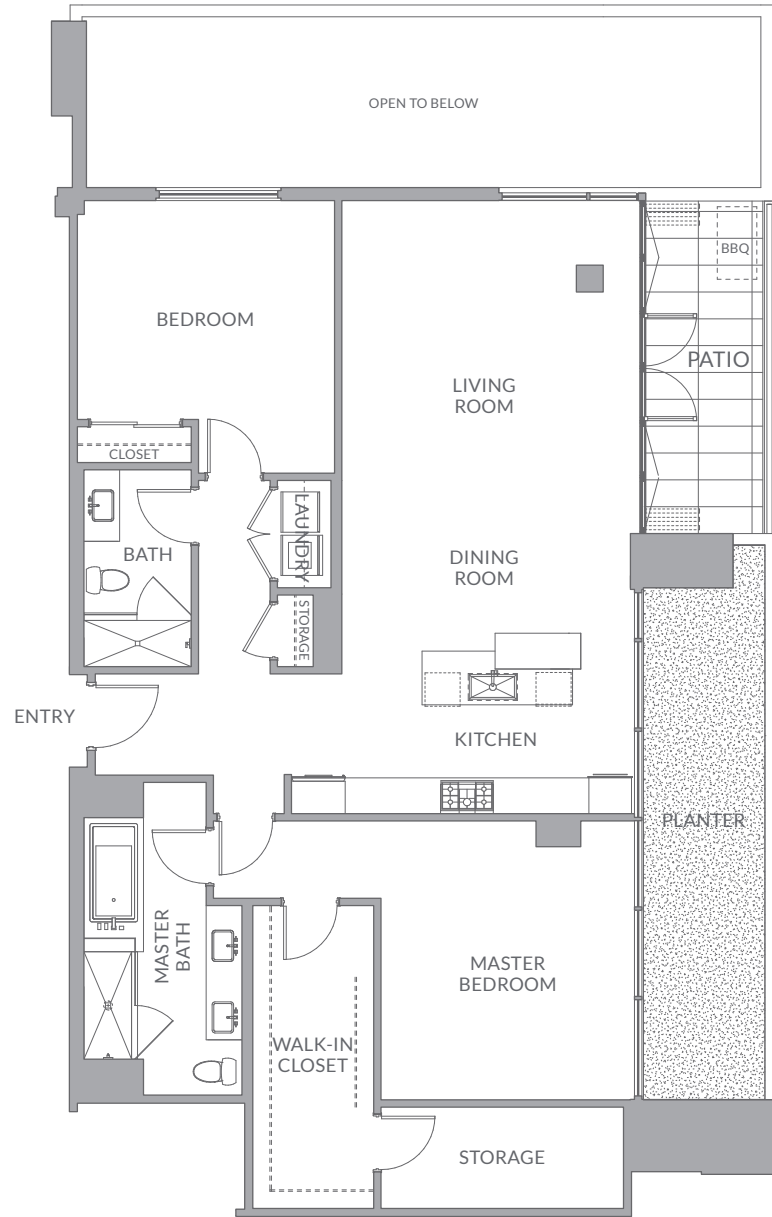 OPEN TO BELOW
BBQ
BEDROOM
PATIO
LIVING
ROOM
CLOSET
LAUNDRY
BATH
DINING
ROOM
STORAGE
ENTRY
KITCHEN
PLANTER
MASTER
BATH
MASTER
BEDROOM
WALK-IN
CLOSET
STORAGE